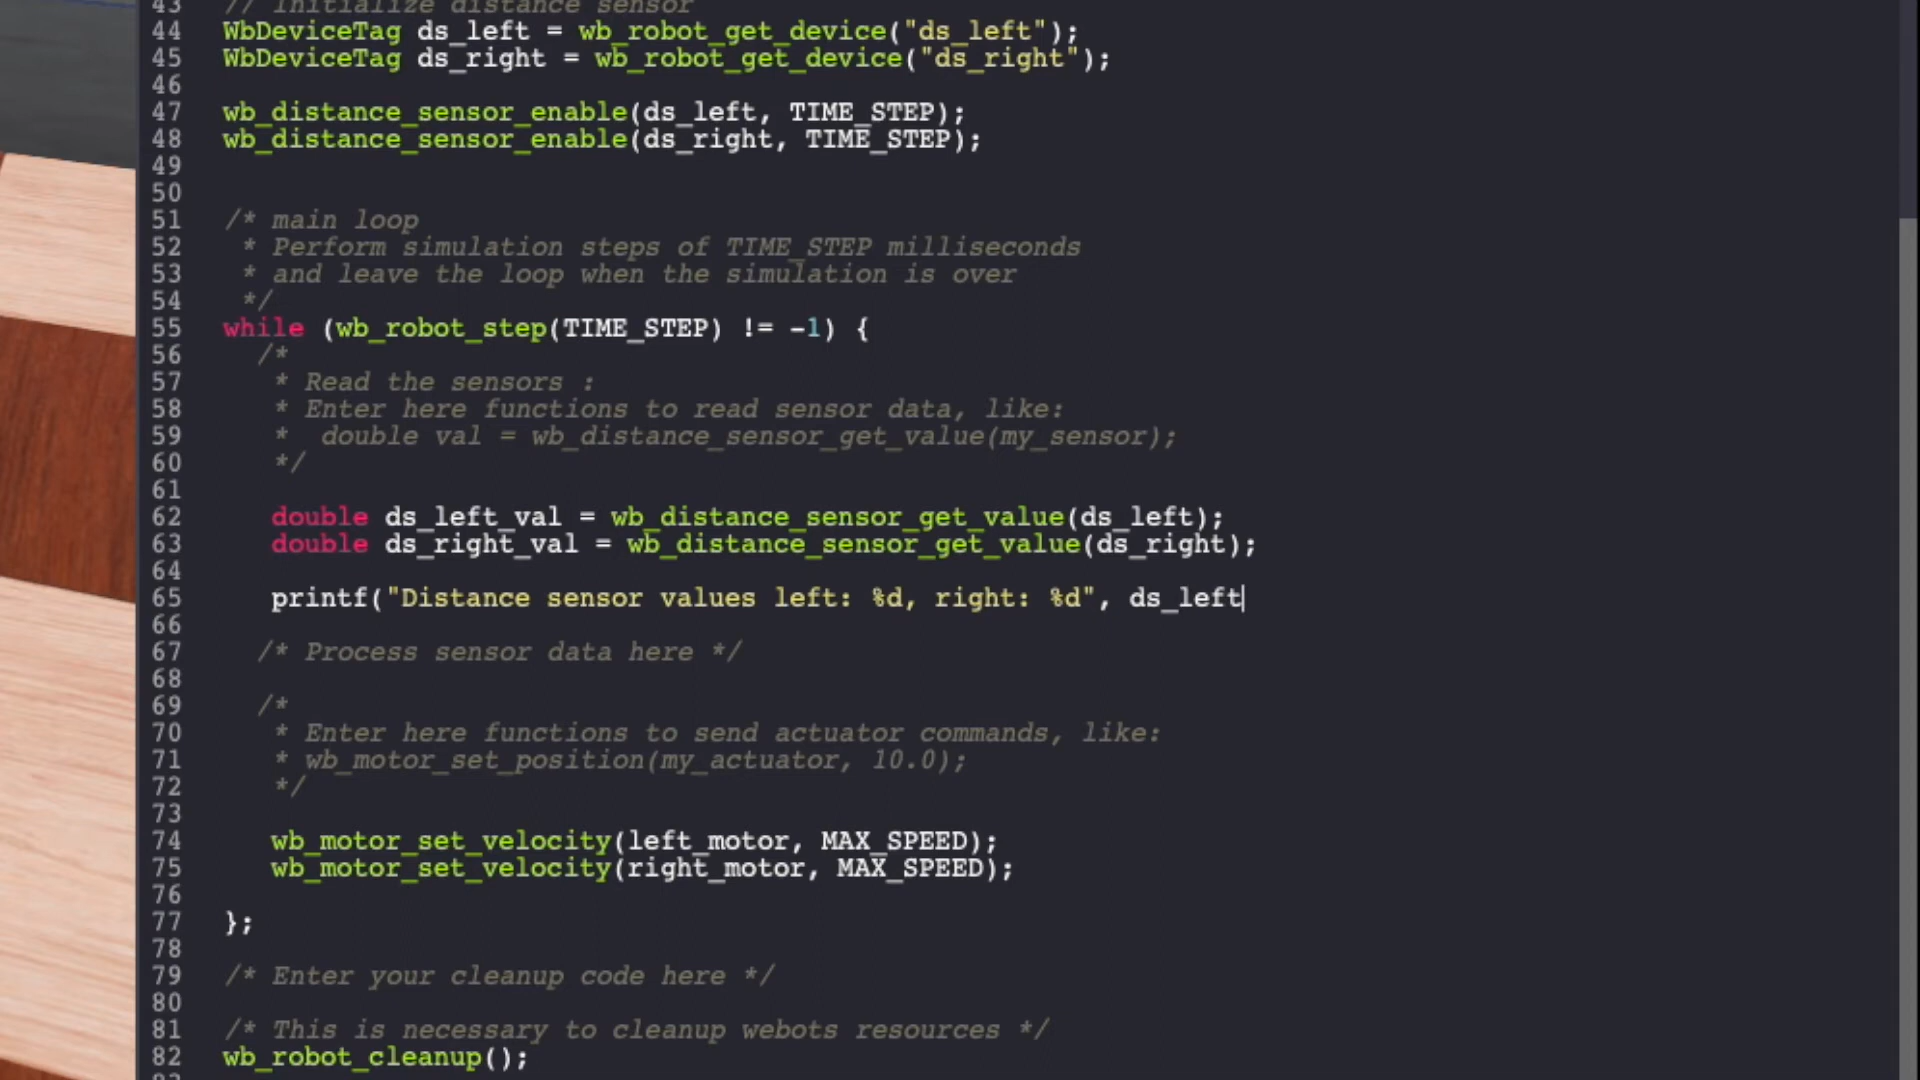 43 // Initialize distance sensor
44 WbDeviceTag ds_left = wb_robot_get_device("ds_left");
45 WbDeviceTag ds_right = wb_robot_get_device("ds_right");
46
47 wb_distance_sensor_enable(ds_left, TIME_STEP);
48 wb_distance_sensor_enable(ds_right, TIME_STEP);
49
50
51 /* main loop
52 * Perform simulation steps of TIME_STEP milliseconds
53 * and leave the loop when the simulation is over
54 */
55 while (wb_robot_step(TIME_STEP) != -1) {
56 /*
57 * Read the sensors :
58 * Enter here functions to read sensor data, like:
59 * double val = wb_distance_sensor_get_value(my_sensor);
60 */
61
62 double ds_left_val = wb_distance_sensor_get_value(ds_left);
63 double ds_right_val = wb_distance_sensor_get_value(ds_right);
64
65 printf("Distance sensor values left: %d, right: %d", ds_left
66
67 /* Process sensor data here */
68
69 /*
70 * Enter here functions to send actuator commands, like:
71 * wb_motor_set_position(my_actuator, 10.0);
72 */
73
74 wb_motor_set_velocity(left_motor, MAX_SPEED);
75 wb_motor_set_velocity(right_motor, MAX_SPEED);
76
77 };
78
79 /* Enter your cleanup code here */
80
81 /* This is necessary to cleanup webots resources */
82 wb_robot_cleanup();